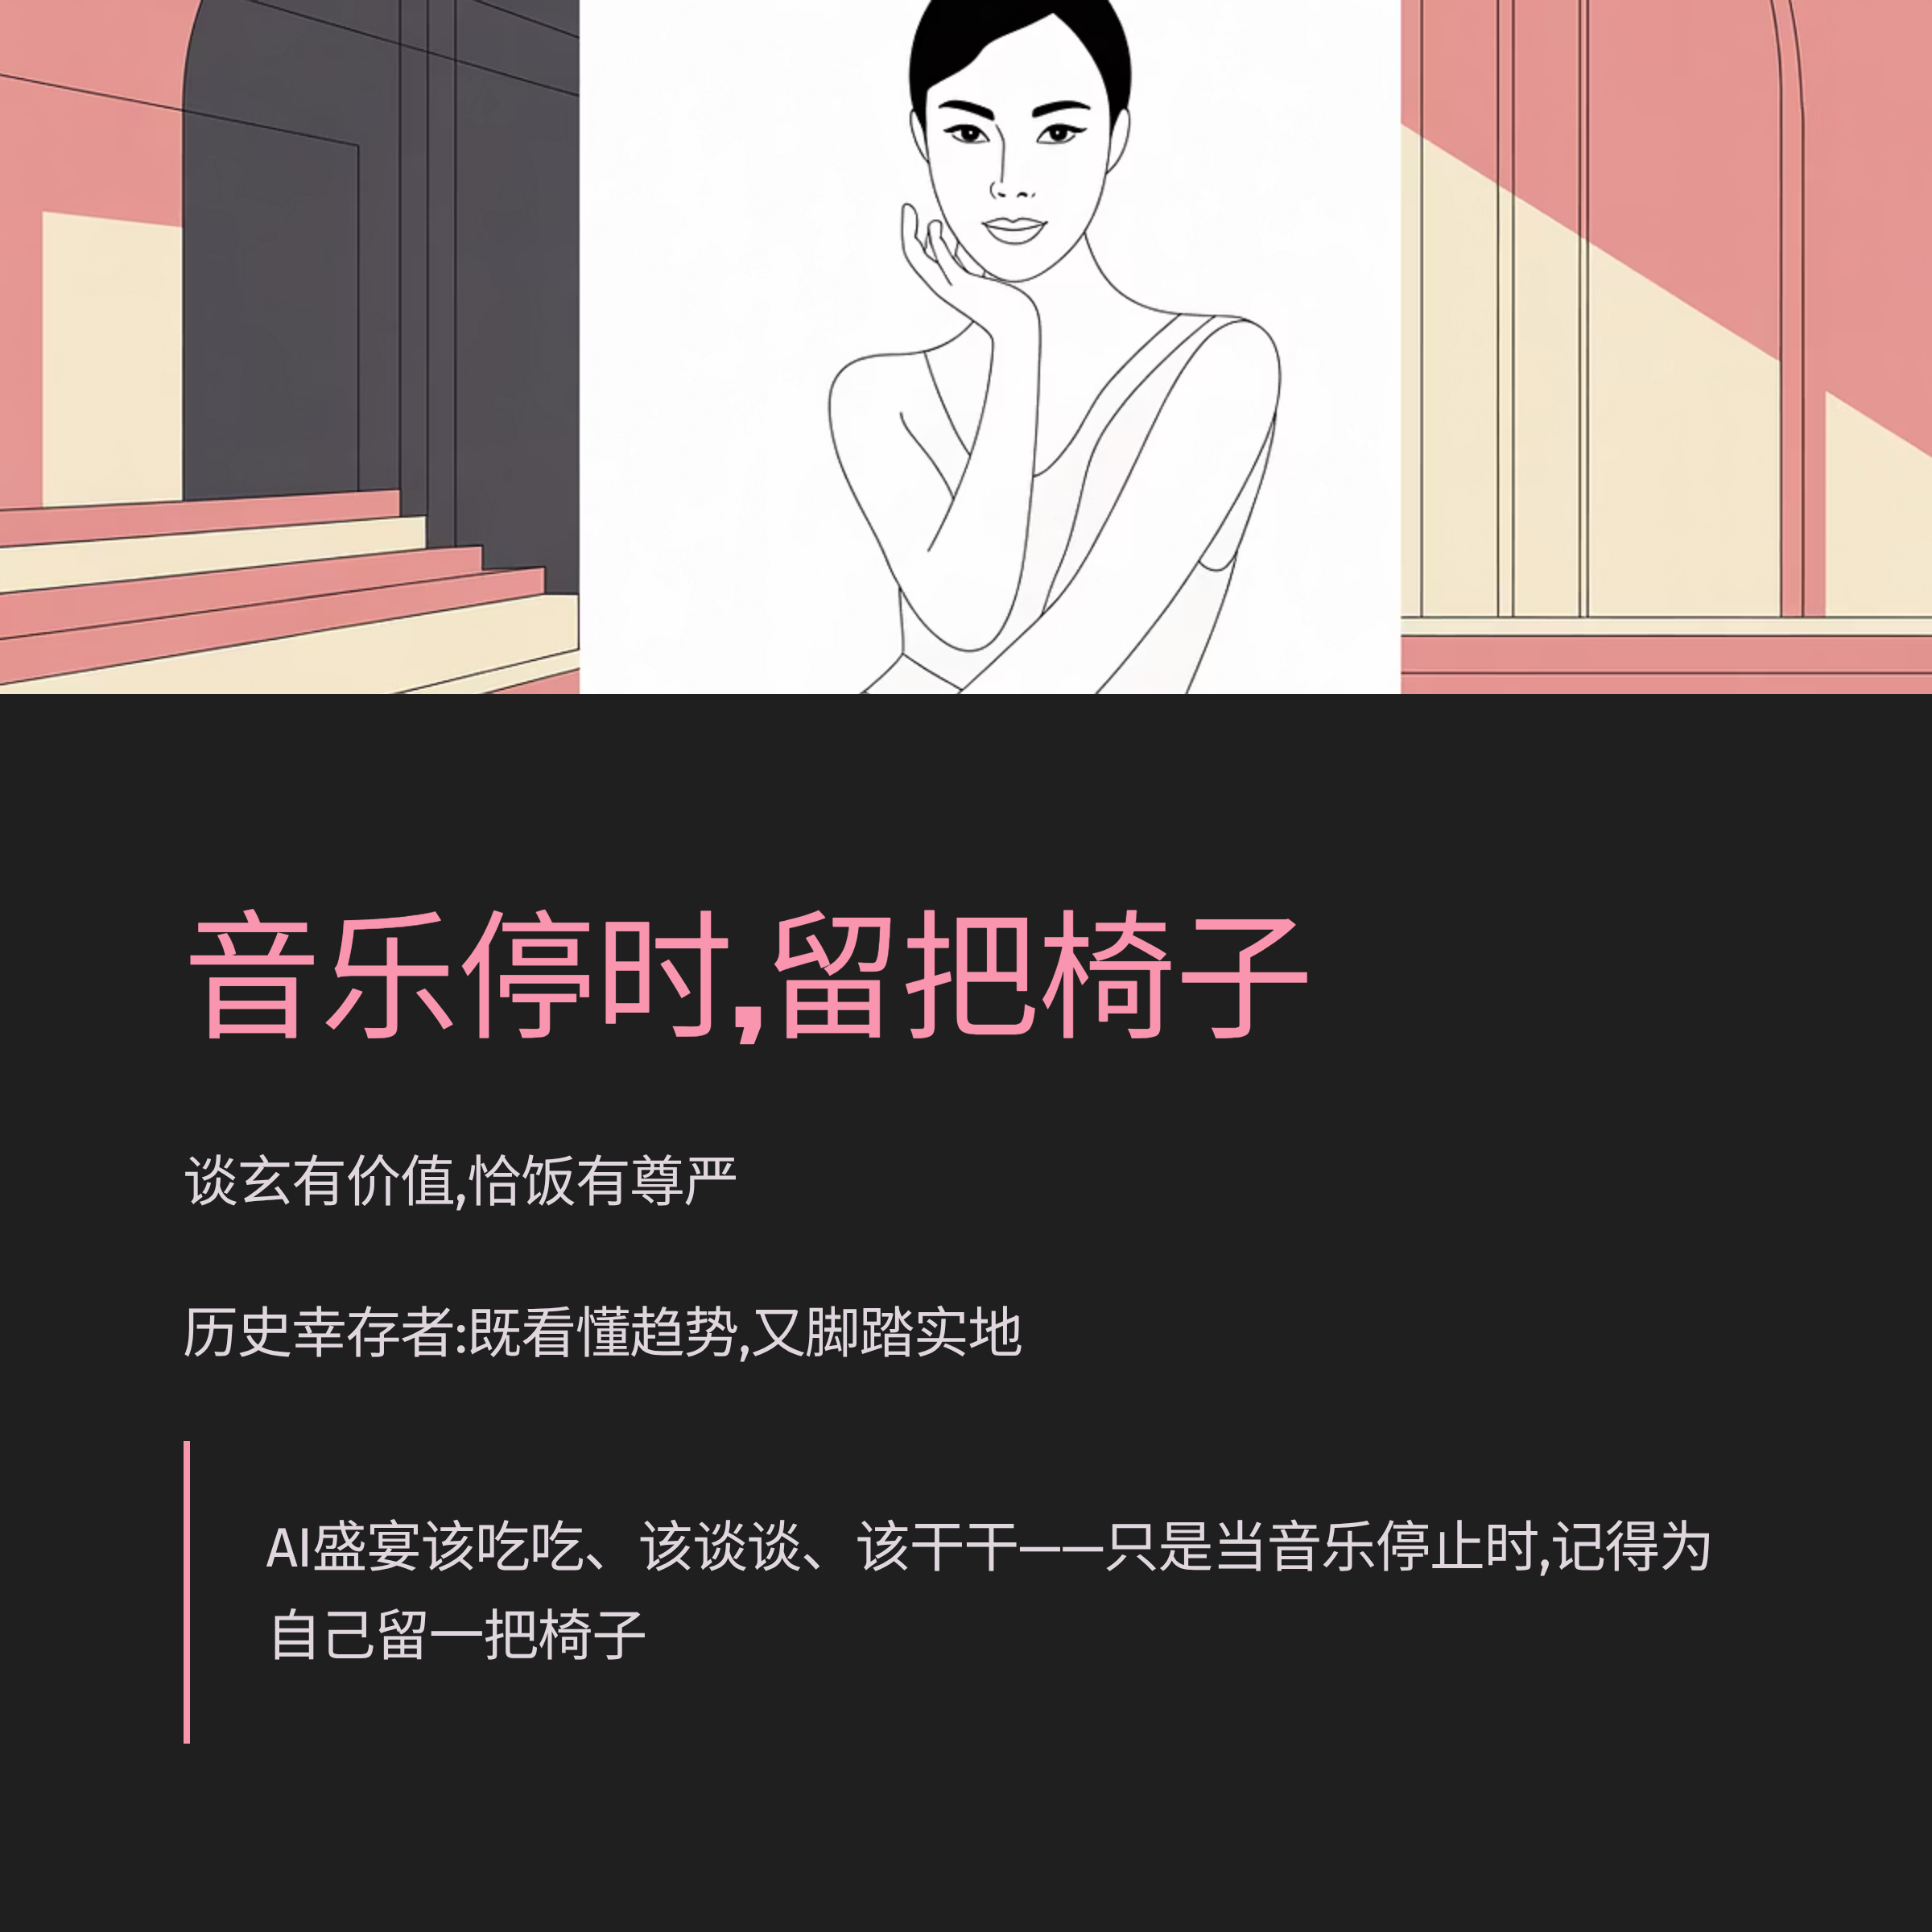 音乐停时,留把椅子
谈玄有价值,恰饭有尊严
历史幸存者:既看懂趋势,又脚踏实地
AI盛宴该吃吃、该谈谈、该干干——只是当音乐停止时,记得为
自己留一把椅子